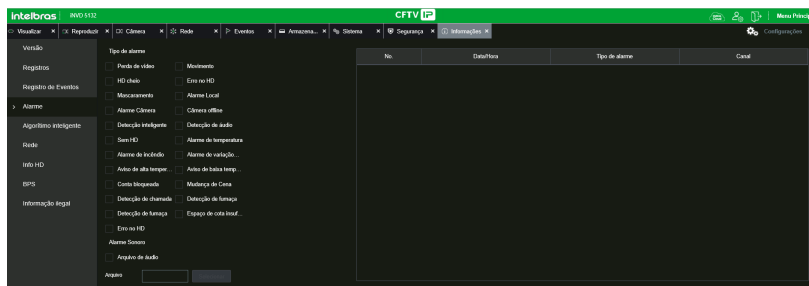 intelbras INVD 5132 CFTV IP Menu Princip
Visualizar × Reproduzir × Câmera × Rede × Eventos × Armazena... × Sistema × Segurança × Informações × Configurações
Versão
Registros
Registro de Eventos
> Alarme
Algorítimo inteligente
Rede
Info HD
BPS
Informação ilegal
Tipo de alarme
Perda de vídeo Movimento
HD cheio Erro no HD
Mascaramento Alarme Local
Alarme Câmera Câmera offline
Detecção inteligente Detecção de áudio
Sem HD Alarme de temperatura
Alarme de incêndio Alarme de variação...
Aviso de alta temper... Aviso de baixa temp...
Conta bloqueada Mudança de Cena
Detecção de chamada Detecção de fumaça
Detecção de fumaça Espaço de cota insuf...
Erro no HD
Alarme Sonoro
Arquivo de áudio
Arquivo
No. Data/Hora Tipo de alarme Canal